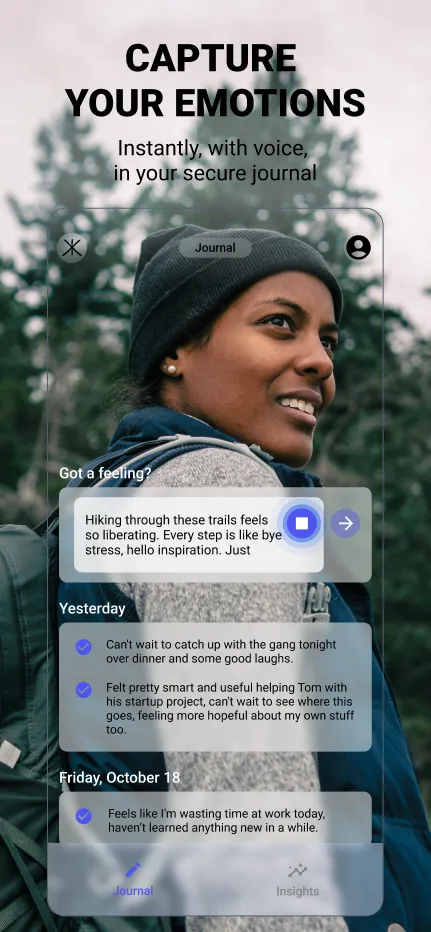 CAPTURE
YOUR EMOTIONS
Instantly, with voice,
in your secure journal
Journal
Got a feeling?
Hiking through these trails feels
so liberating. Every step is like bye
stress, hello inspiration. Just
Yesterday
Can't wait to catch up with the gang tonight
over dinner and some good laughs.
Felt pretty smart and useful helping Tom with
his startup project, can't wait to see where this
goes, feeling more hopeful about my own stuff
too.
Friday, October 18
Feels like I'm wasting time at work today,
haven't learned anything new in a while.
Journal
Insights